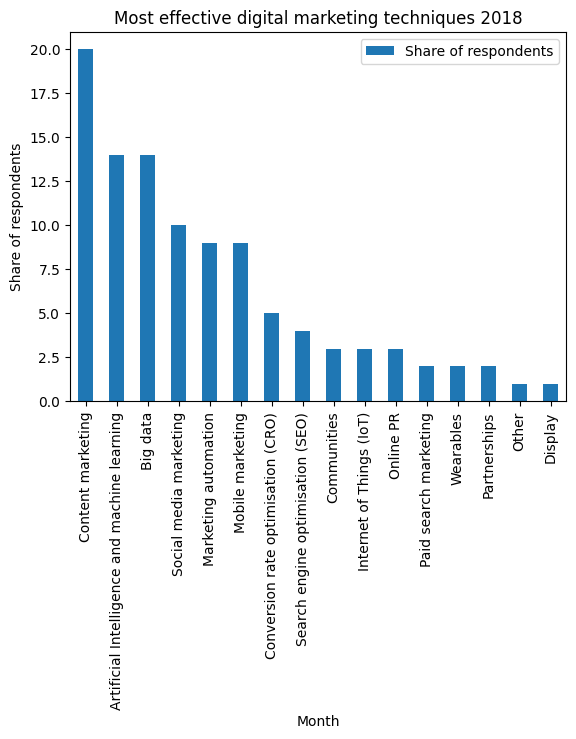 Most effective digital marketing techniques 2018
Share of respondents
Share of respondents
20.0
17.5
15.0
12.5
10.0
7.5
5.0
2.5
0.0
Content marketing
Artificial Intelligence and machine learning
Big data
Social media marketing
Marketing automation
Mobile marketing
Conversion rate optimisation (CRO)
Search engine optimisation (SEO)
Communities
Internet of Things (IoT)
Online PR
Paid search marketing
Wearables
Partnerships
Other
Display
Month